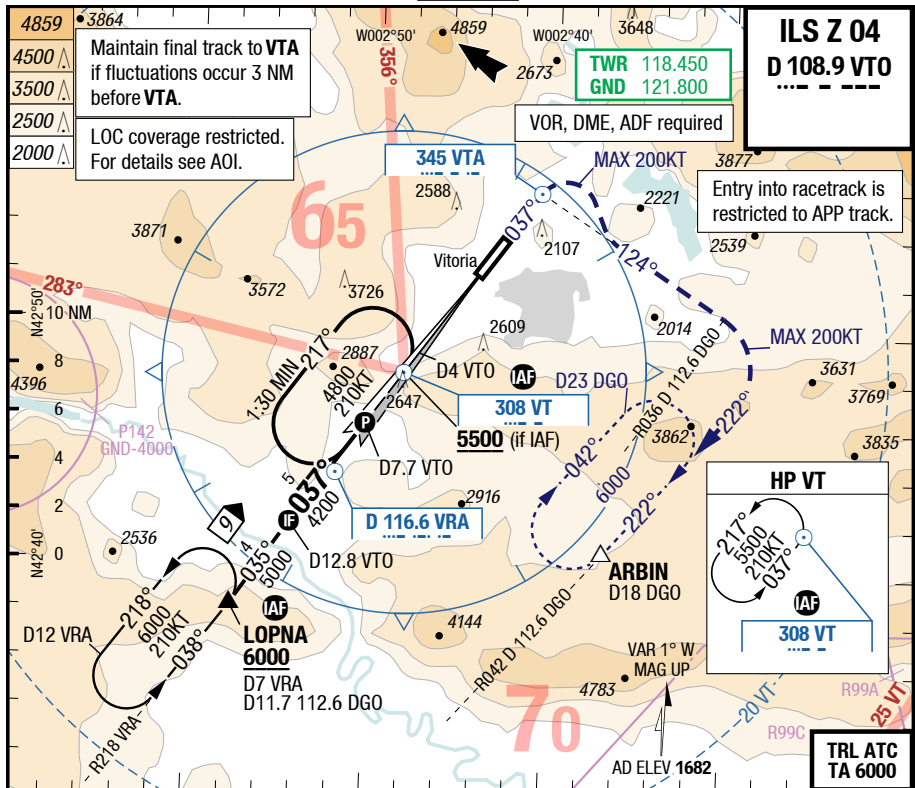 4859
4500
3500
2500
2000
3864
Maintain final track to VTA
if fluctuations occur 3 NM
before VTA.
LOC coverage restricted.
For details see AOI.
W002°50'
356°
4859
2673
W002°40'
3648
TWR 118.450
GND 121.800
VOR, DME, ADF required
ILS Z 04
D 108.9 VTO
3877
Entry into racetrack is
restricted to APP track.
345 VTA
MAX 200KT
2588
2221
2539
037°
2107
124°
65
3871
Vitoria
283°
3572
3726
N42°50'
10 NM
2609
2014
MAX 200KT
217°
2887
D4 VTO
IAF
D23 DGO
R036 D 112.6 DGO
8
4396
1:30 MIN
4800
210KT
2647
308 VT
5500 (if IAF)
3631
3769
222°
6
P142
GND-4000
P
D7.7 VTO
3862
3835
042°
6000
4
5
037°
4200
HP VT
217°
5500
210KT
037°
IAF
308 VT
2
9
IF
2916
222°
D 116.6 VRA
D12.8 VTO
2536
N42°40'
0
4
035°
5000
ARBIN
D18 DGO
218°
6000
210KT
038°
IAF
LOPNA
6000
D7 VRA
D11.7 112.6 DGO
D12 VRA
R218 VRA
4144
R042 D 112.6 DGO
VAR 1° W
MAG UP
4783
70
20 VT
R99A
25 VT
R99C
AD ELEV 1682
TRL ATC
TA 6000